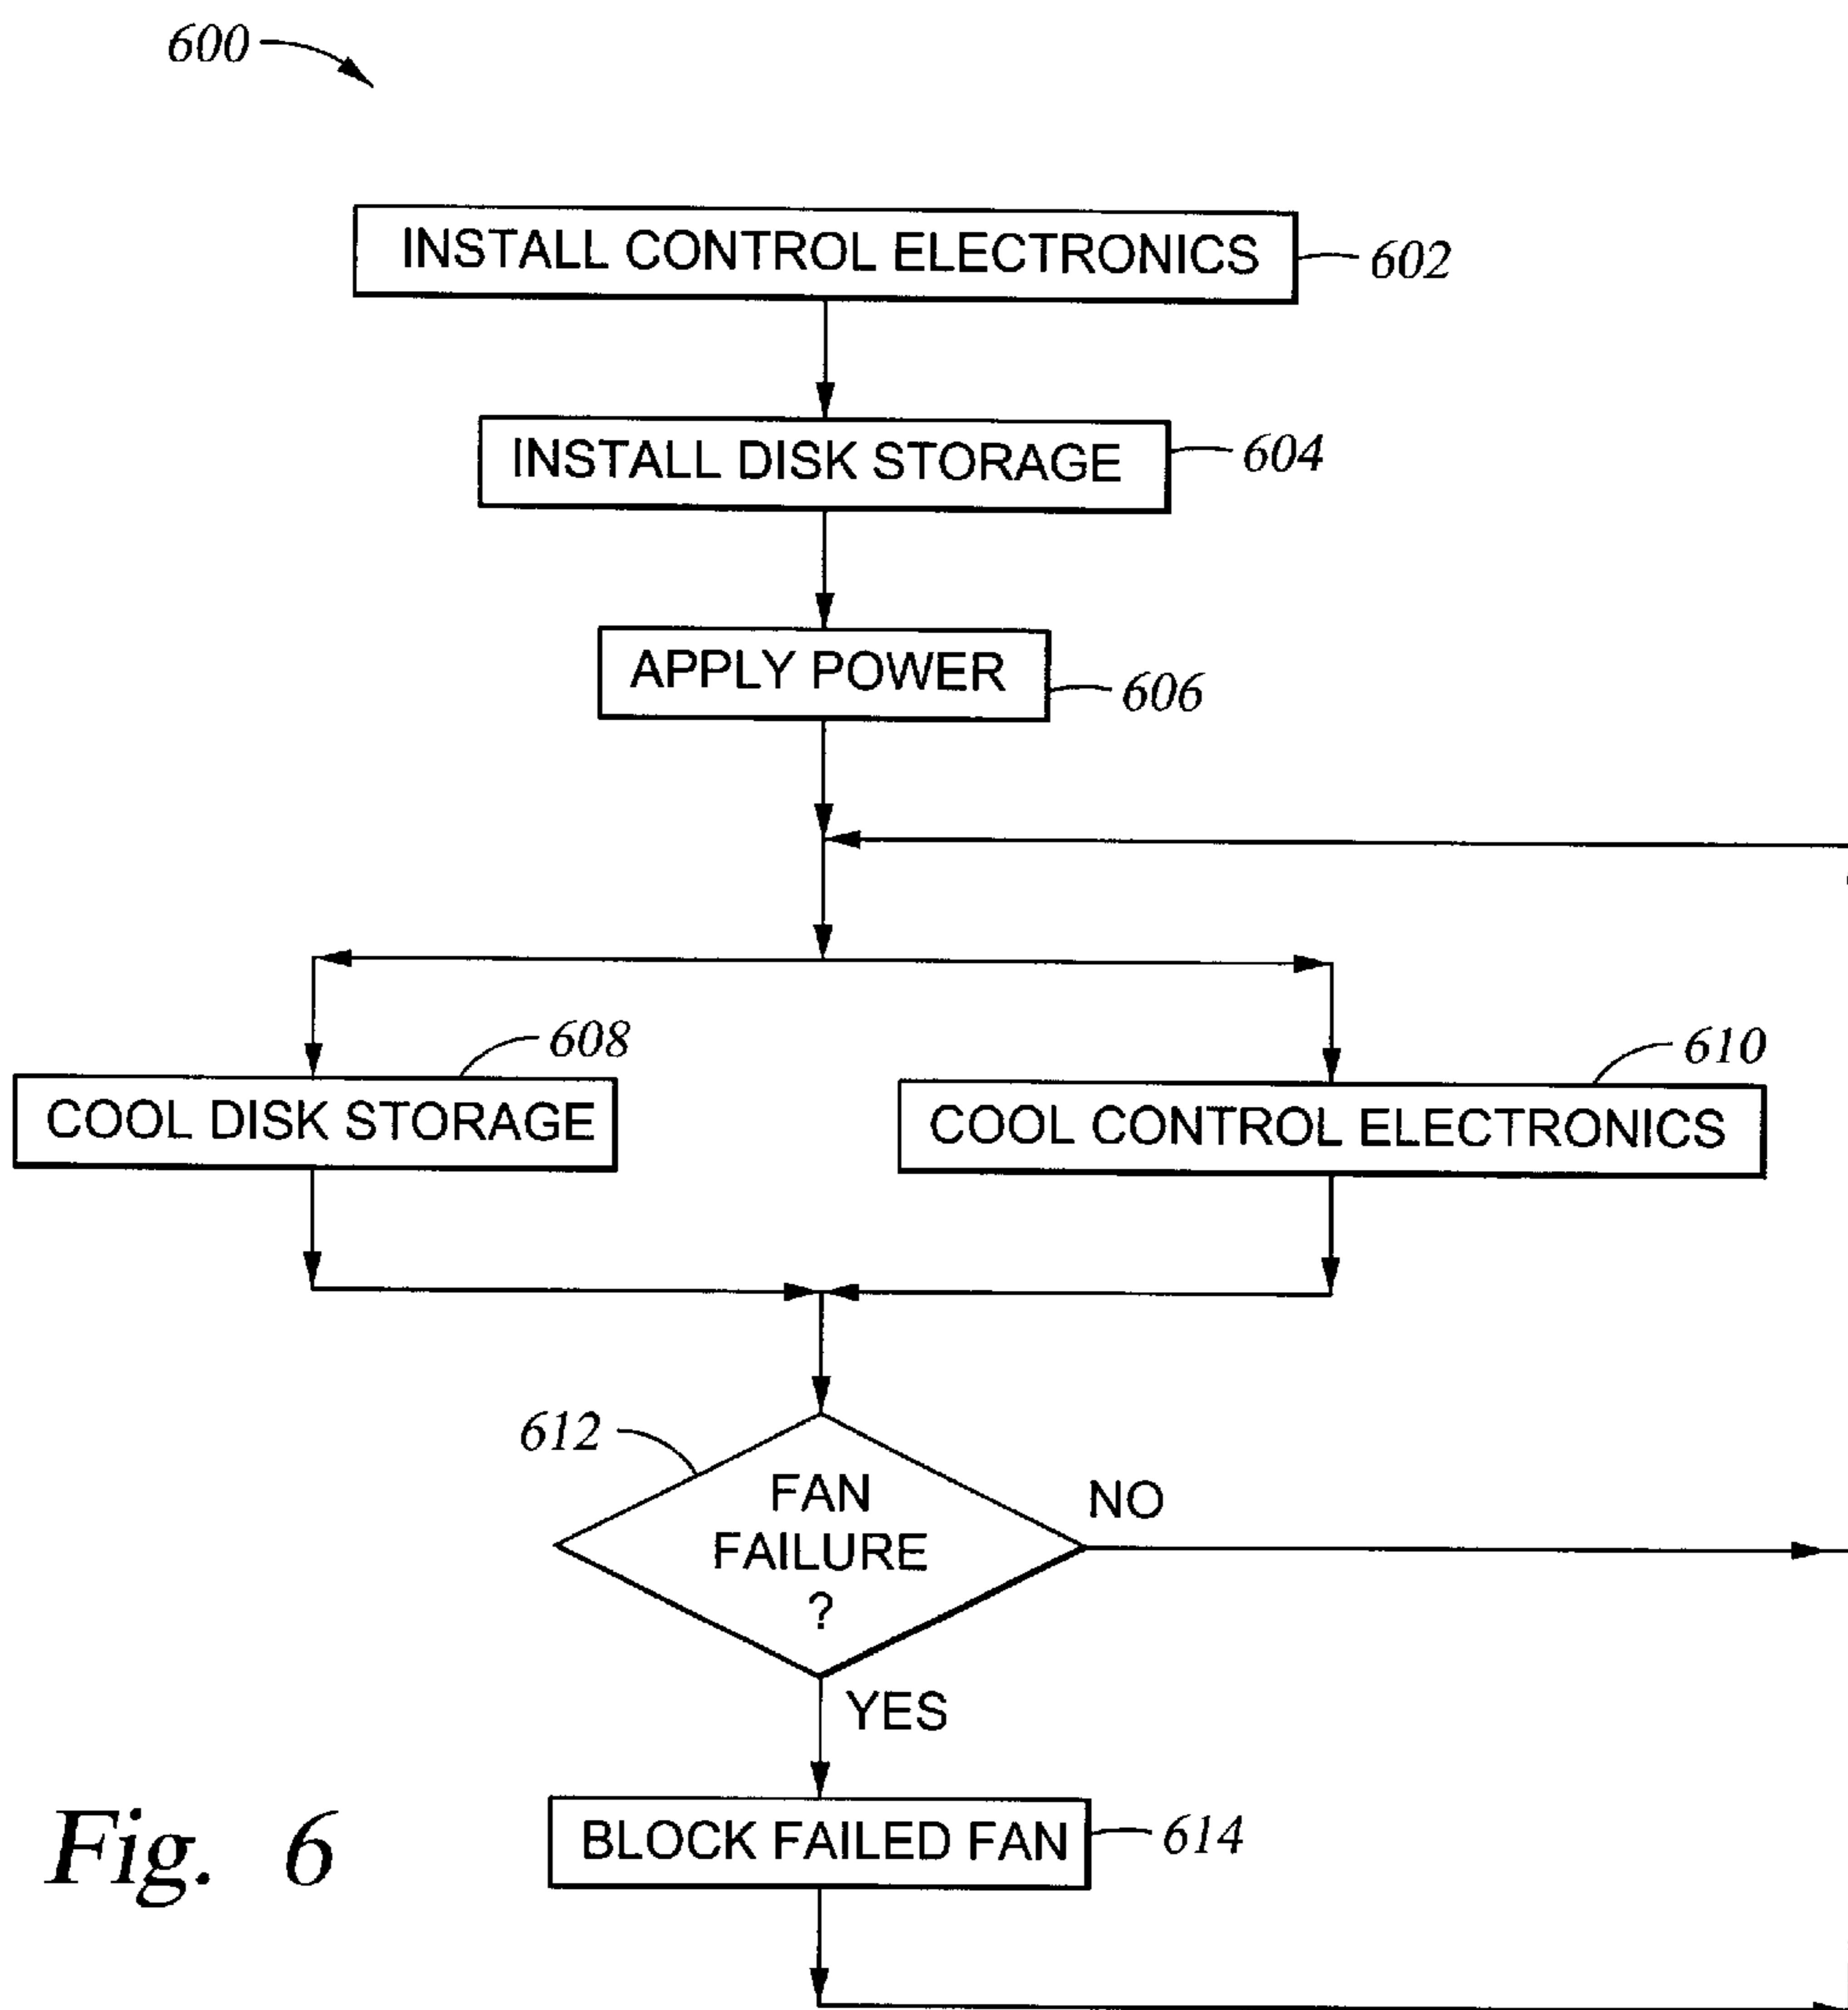 600
INSTALL CONTROL ELECTRONICS
602
INSTALL DISK STORAGE
604
APPLY POWER
606
608
610
COOL DISK STORAGE
COOL CONTROL ELECTRONICS
612
FAN
FAILURE
?
NO
YES
BLOCK FAILED FAN
614
Fig. 6